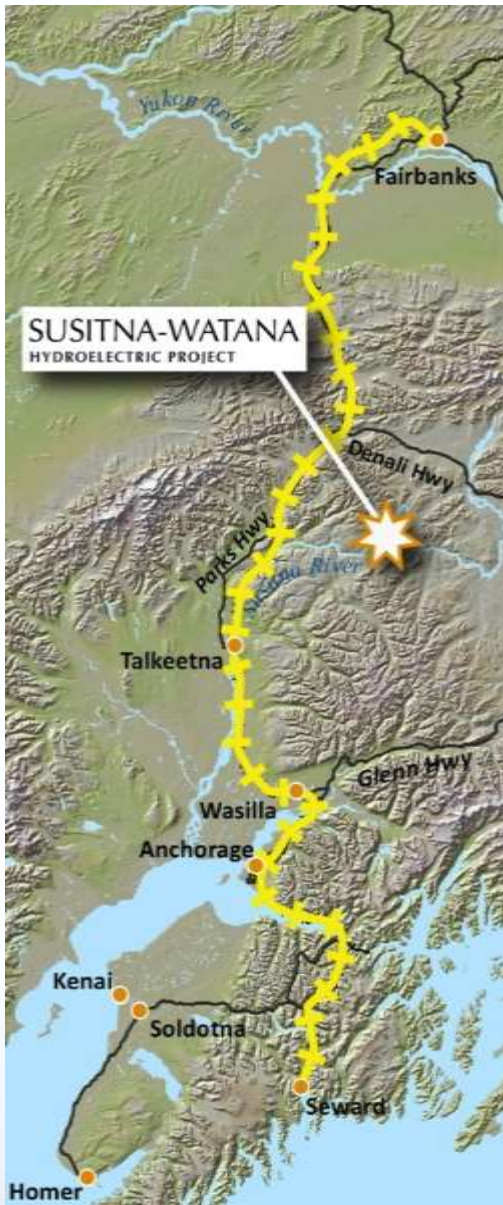 Yukon River
Fairbanks
SUSITNA-WATANA
HYDROELECTRIC PROJECT
Denali Hwy
Parks Hwy
Susitna River
Talkeetna
Glenn Hwy
Wasilla
Anchorage
Kenai
Soldotna
Seward
Homer